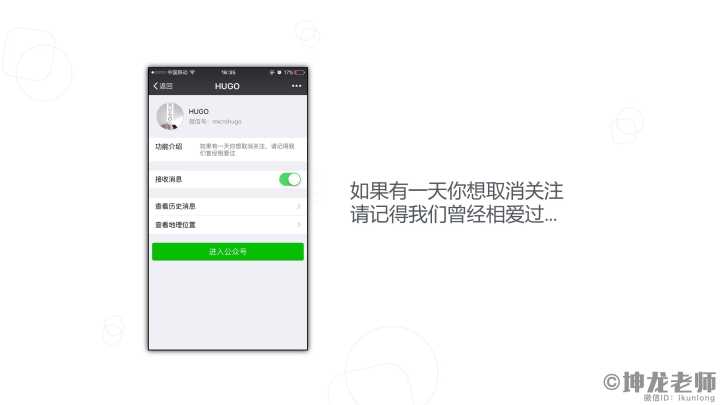 中国移动 16:35 17%
返回 HUGO
HUGO
微信号：microhugo
功能介绍 如果有一天你想取消关注，请记得我
们曾经相爱过
接收消息
查看历史消息
查看地理位置
进入公众号
如果有一天你想取消关注
请记得我们曾经相爱过...
©坤龙老师
微信ID：ikunlong